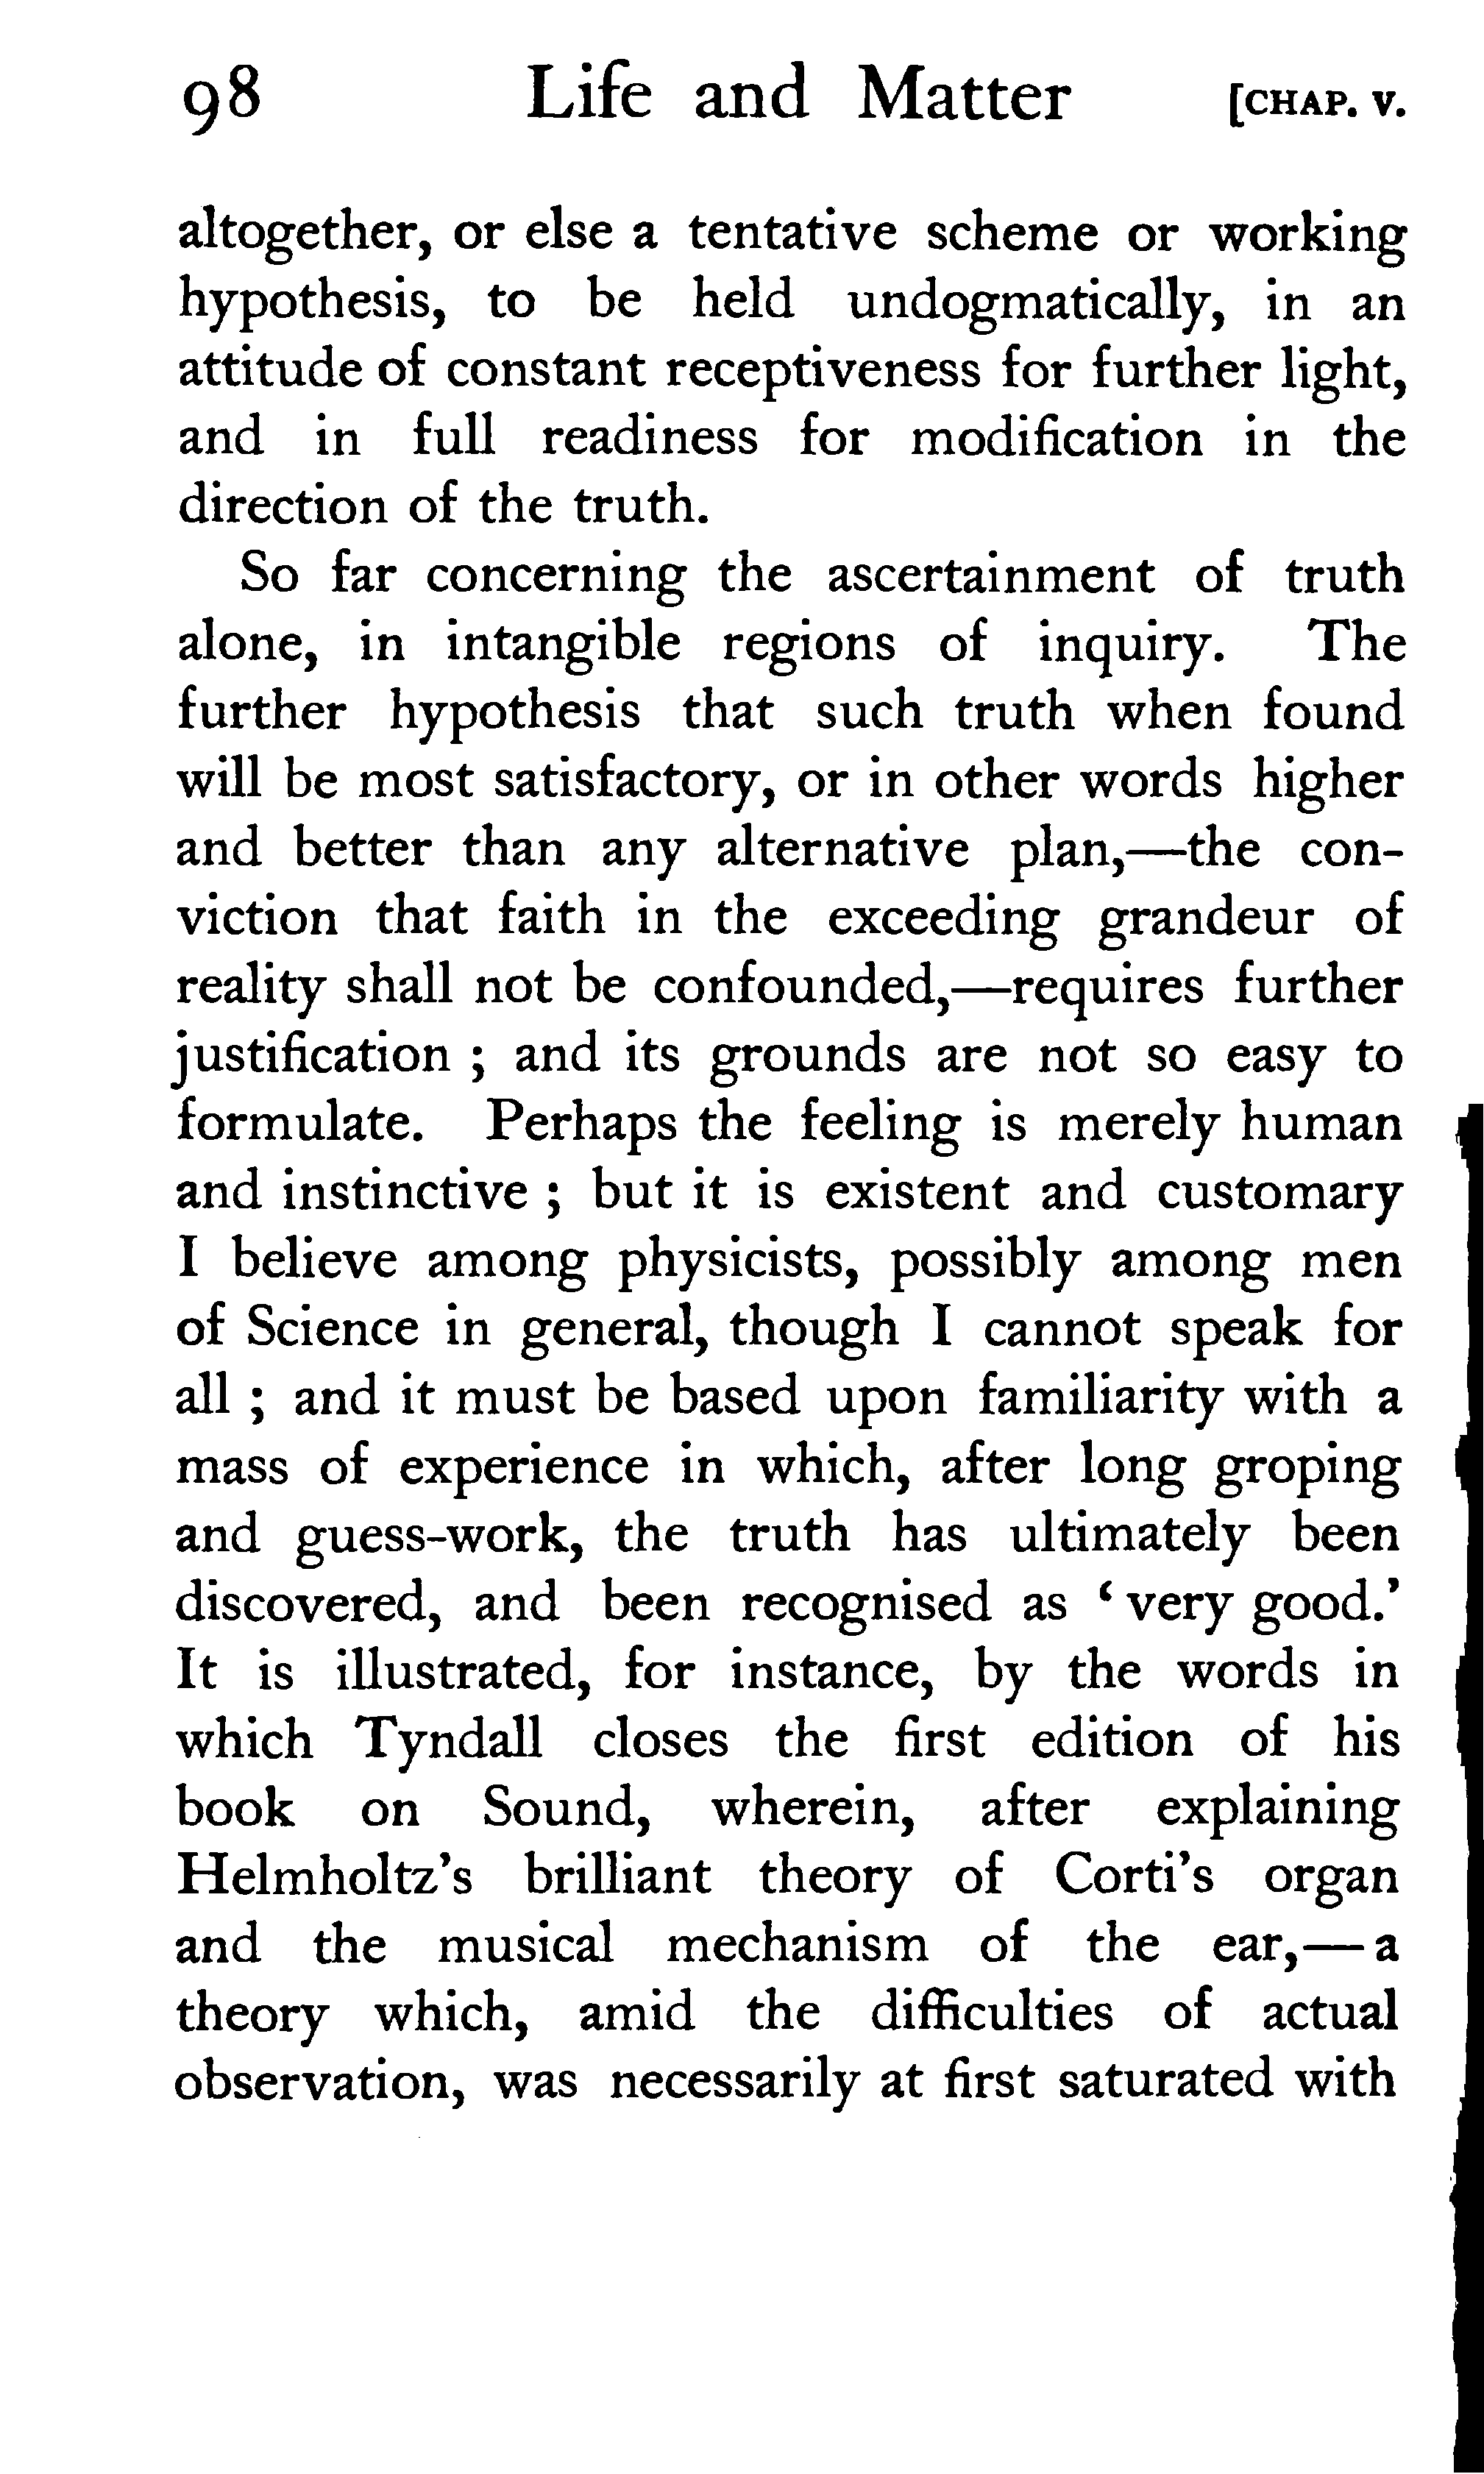 98 Life and Matter [CHAP. V.
altogether, or else a tentative scheme or working
hypothesis, to be held undogmatically, in an
attitude of constant receptiveness for further light,
and in full readiness for modification in the
direction of the truth.
So far concerning the ascertainment of truth
alone, in intangible regions of inquiry. The
further hypothesis that such truth when found
will be most satisfactory, or in other words higher
and better than any alternative plan,—the con-
viction that faith in the exceeding grandeur of
reality shall not be confounded,—requires further
justification ; and its grounds are not so easy to
formulate. Perhaps the feeling is merely human
and instinctive ; but it is existent and customary
I believe among physicists, possibly among men
of Science in general, though I cannot speak for
all ; and it must be based upon familiarity with a
mass of experience in which, after long groping
and guess-work, the truth has ultimately been
discovered, and been recognised as ‘ very good.’
It is illustrated, for instance, by the words in
which Tyndall closes the first edition of his
book on Sound, wherein, after explaining
Helmholtz’s brilliant theory of Corti’s organ
and the musical mechanism of the ear,— a
theory which, amid the difficulties of actual
observation, was necessarily at first saturated with